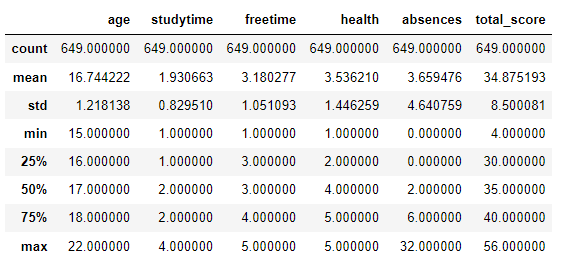 age studytime freetime health absences total_score
count 649.000000 649.000000 649.000000 649.000000 649.000000 649.000000
mean 16.744222 1.930663 3.180277 3.536210 3.659476 34.875193
std 1.218138 0.829510 1.051093 1.446259 4.640759 8.500081
min 15.000000 1.000000 1.000000 1.000000 0.000000 4.000000
25% 16.000000 1.000000 3.000000 2.000000 0.000000 30.000000
50% 17.000000 2.000000 3.000000 4.000000 2.000000 35.000000
75% 18.000000 2.000000 4.000000 5.000000 6.000000 40.000000
max 22.000000 4.000000 5.000000 5.000000 32.000000 56.000000